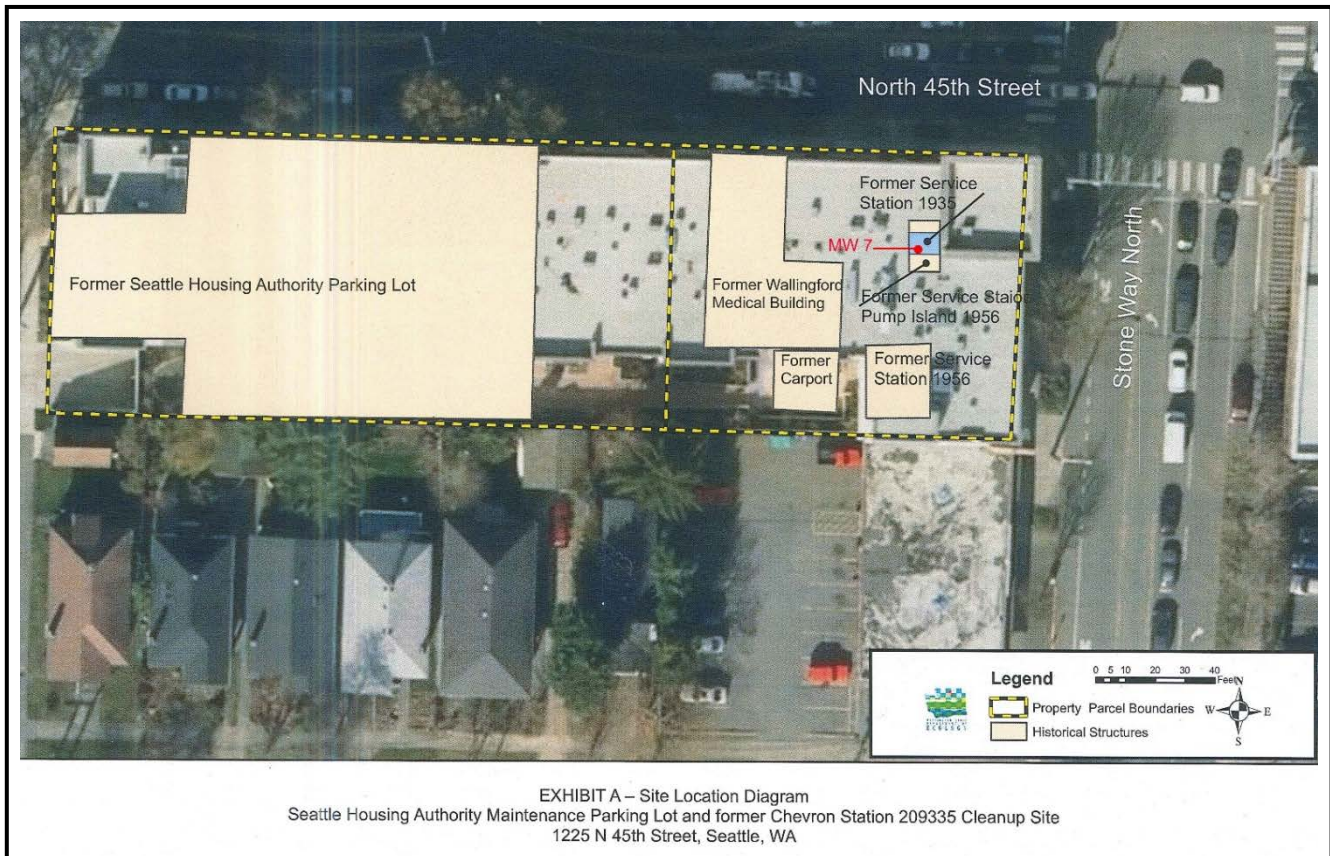 North 45th Street
Former Service
Station 1935
MW 7
Former Seattle Housing Authority Parking Lot
Former Wallingford
Medical Building
Former Service Staion
Pump Island 1956
Former
Carport
Former Service
Station 1956
Stone Way North
Legend
0 5 10 20 30 40
Feet
N
W
E
S
Property Parcel Boundaries
Historical Structures
ECOLOGY
EXHIBIT A – Site Location Diagram
Seattle Housing Authority Maintenance Parking Lot and former Chevron Station 209335 Cleanup Site
1225 N 45th Street, Seattle, WA